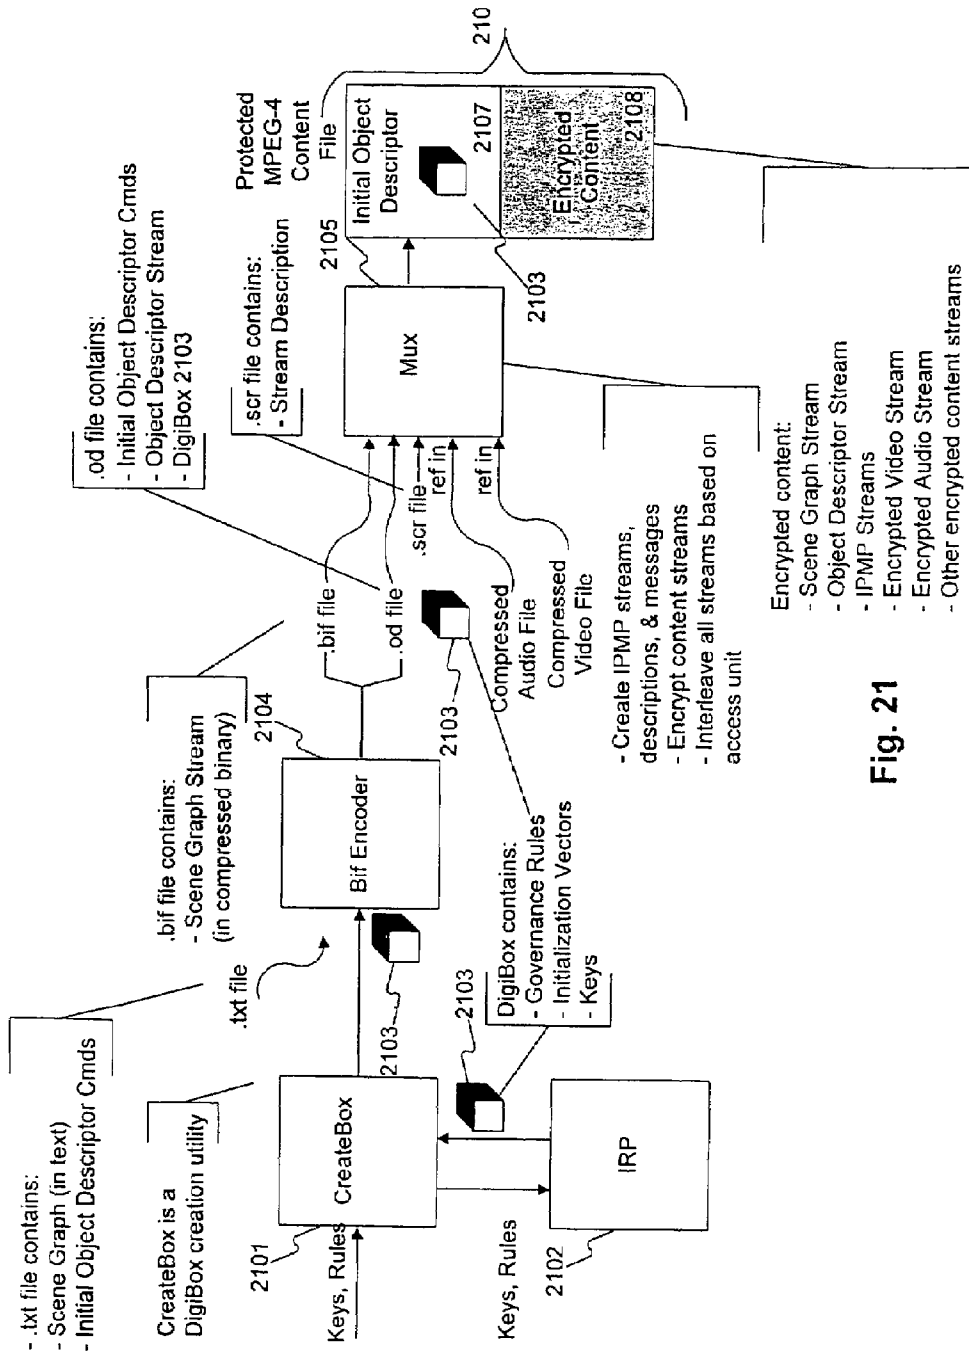 - .txt file contains:
- Scene Graph (in text)
- Initial Object Descriptor Cmds
CreateBox is a
DigiBox creation utility
Keys, Rules
2101
CreateBox
Keys, Rules
2102
IRP
2103
DigiBox contains:
- Governance Rules
- Initialization Vectors
- Keys
.txt file
2103
.bif file contains:
- Scene Graph Stream
(in compressed binary)
2104
Bif Encoder
.bif file
.od file
2103
.od file contains:
- Initial Object Descriptor Cmds
- Object Descriptor Stream
- DigiBox 2103
.scr file contains:
- Stream Description
.scr file
ref in
ref in
Compressed
Audio File
Compressed
Video File
2105
Mux
- Create IPMP streams,
descriptions, & messages
- Encrypt content streams
- Interleave all streams based on
access unit
Protected
MPEG-4
Content
File
Initial Object
Descriptor
2107
2103
Encrypted
Content
2108
210
Encrypted content:
- Scene Graph Stream
- Object Descriptor Stream
- IPMP Streams
- Encrypted Video Stream
- Encrypted Audio Stream
- Other encrypted content streams
Fig. 21